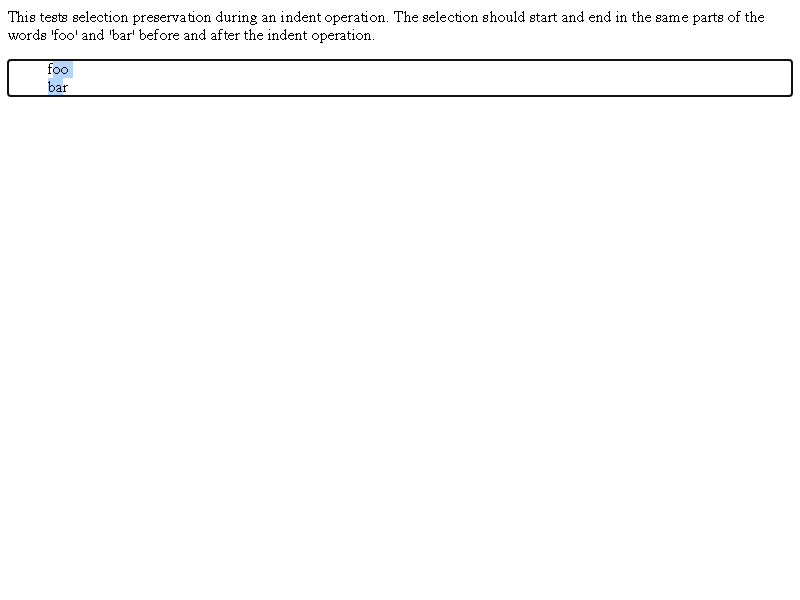 This tests selection preservation during an indent operation. The selection should start and end in the same parts of the
words 'foo' and 'bar' before and after the indent operation.
foo
bar